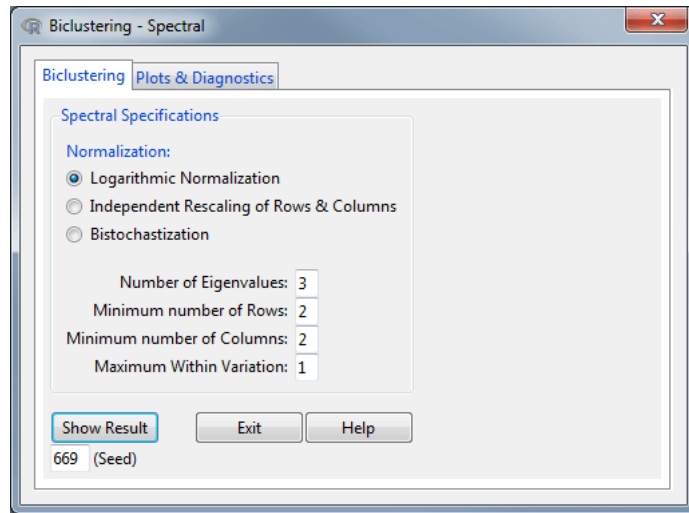 Biclustering - Spectral
Biclustering Plots & Diagnostics
Spectral Specifications
Normalization:
Logarithmic Normalization
Independent Rescaling of Rows & Columns
Bistochastization
Number of Eigenvalues: 3
Minimum number of Rows: 2
Minimum number of Columns: 2
Maximum Within Variation: 1
Show Result Exit Help
669 (Seed)